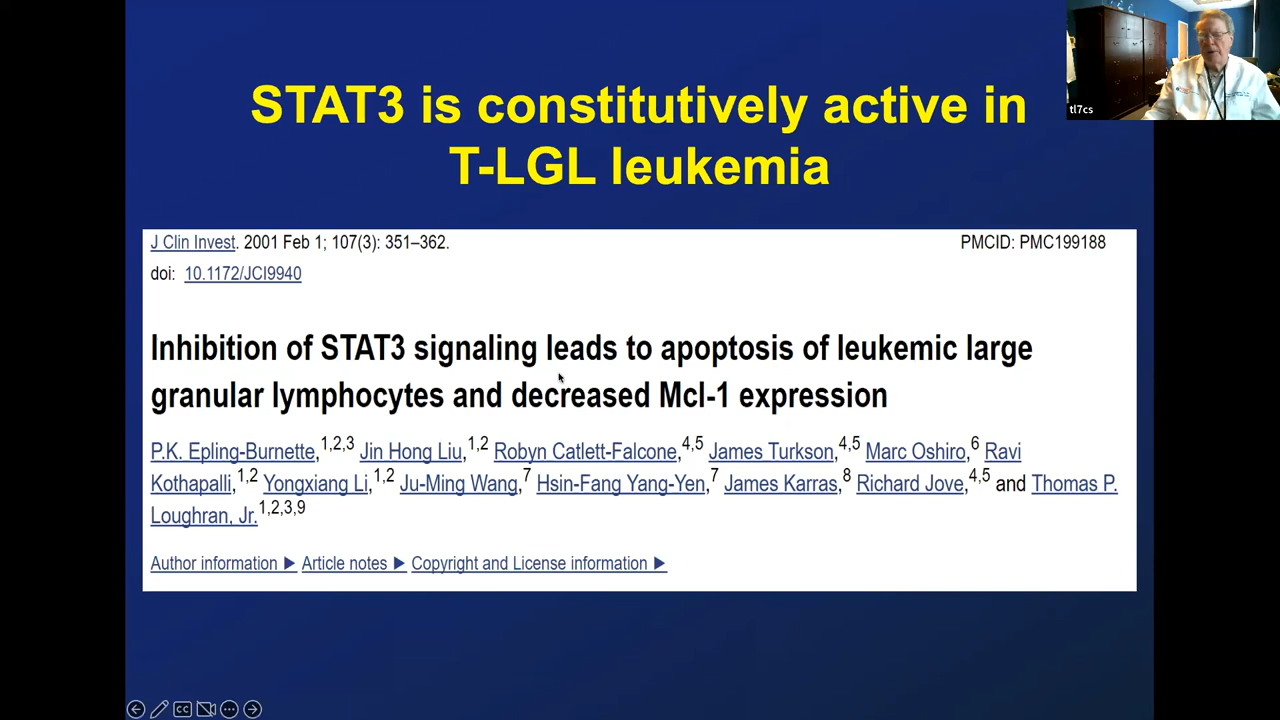 STAT3 is constitutively active in
T-LGL leukemia
tl7cs
J Clin Invest. 2001 Feb 1; 107(3): 351–362.
PMCID: PMC199188
doi: 10.1172/JCI9940
Inhibition of STAT3 signaling leads to apoptosis of leukemic large
granular lymphocytes and decreased Mcl-1 expression
P.K. Epling-Burnette,1,2,3 Jin Hong Liu,1,2 Robyn Catlett-Falcone,4,5 James Turkson,4,5 Marc Oshiro,6 Ravi
Kothapalli,1,2 Yongxiang Li,1,2 Ju-Ming Wang,7 Hsin-Fang Yang-Yen,7 James Karras,8 Richard Jove,4,5 and Thomas P.
Loughran, Jr.1,2,3,9
Author information ▶ Article notes ▶ Copyright and License information ▶
CC